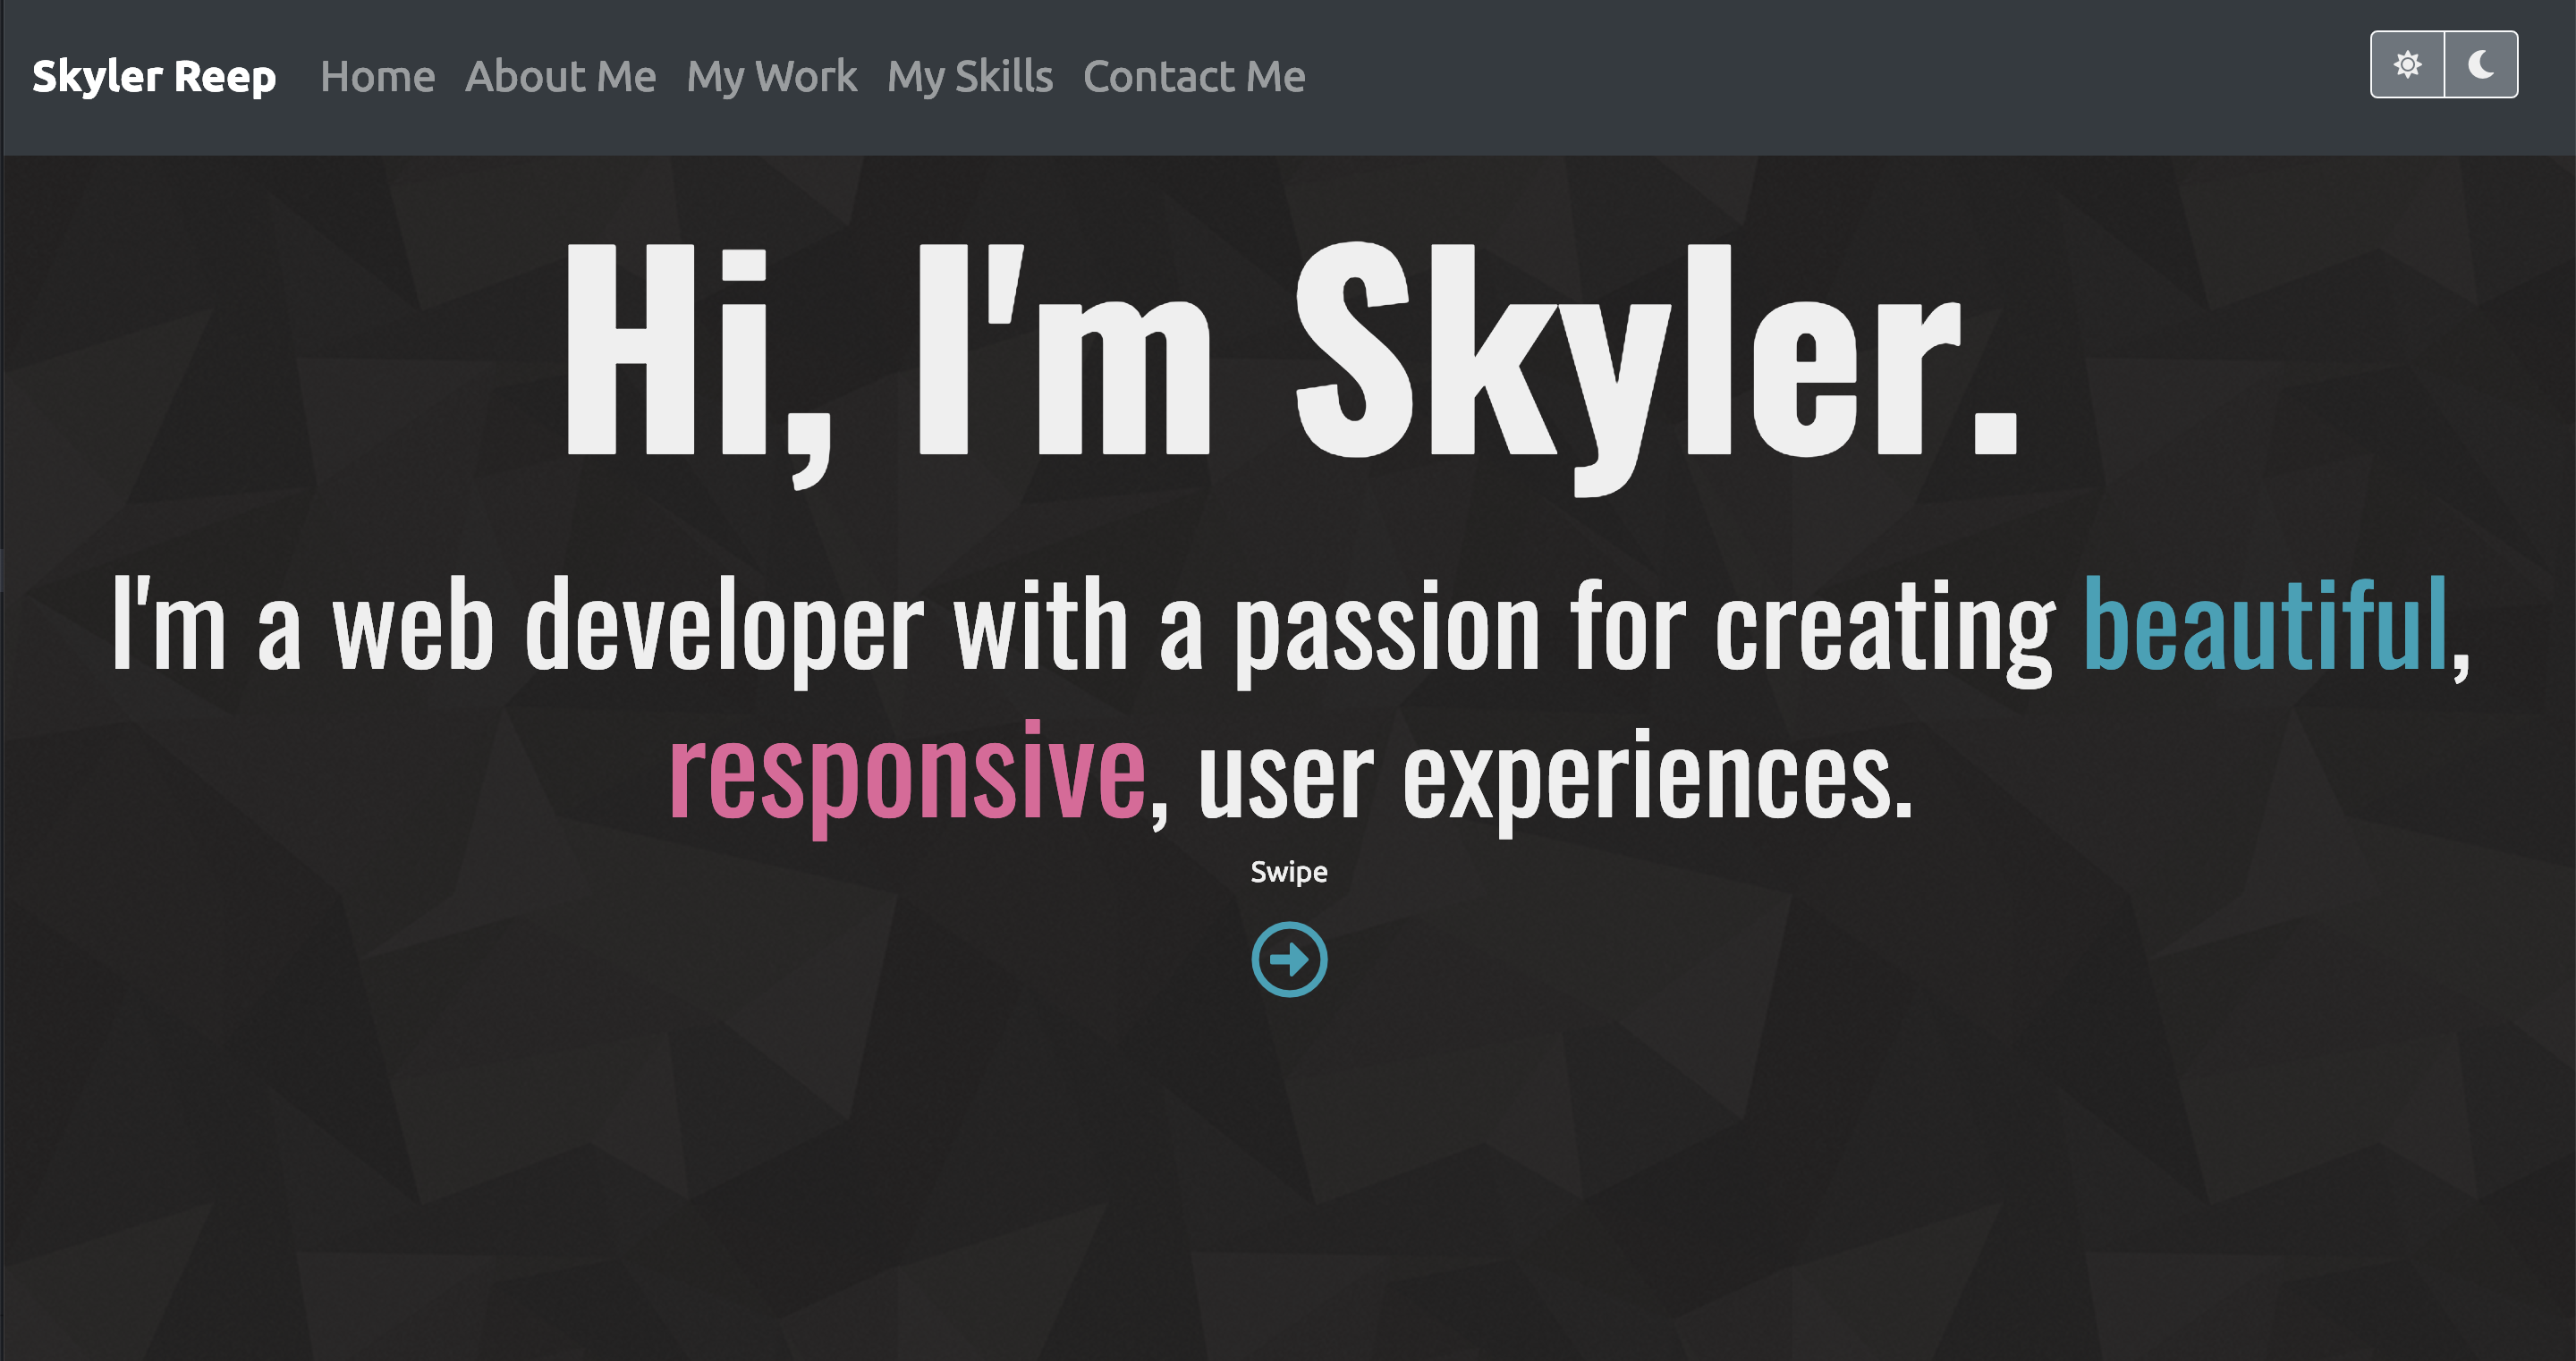 Skyler Reep Home About Me My Work My Skills Contact Me
Hi, I'm Skyler.
I'm a web developer with a passion for creating beautiful,
responsive, user experiences.
Swipe